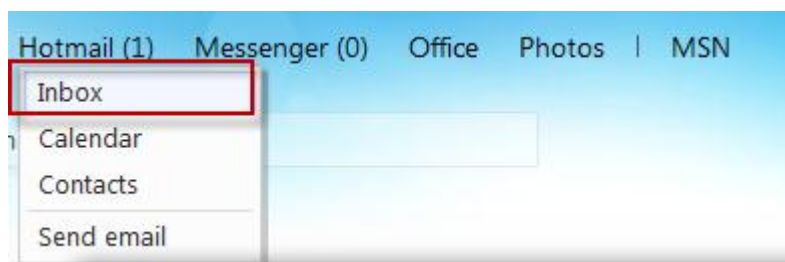 Hotmail (1) Messenger (0) Office Photos | MSN
Inbox
Calendar
Contacts
Send email